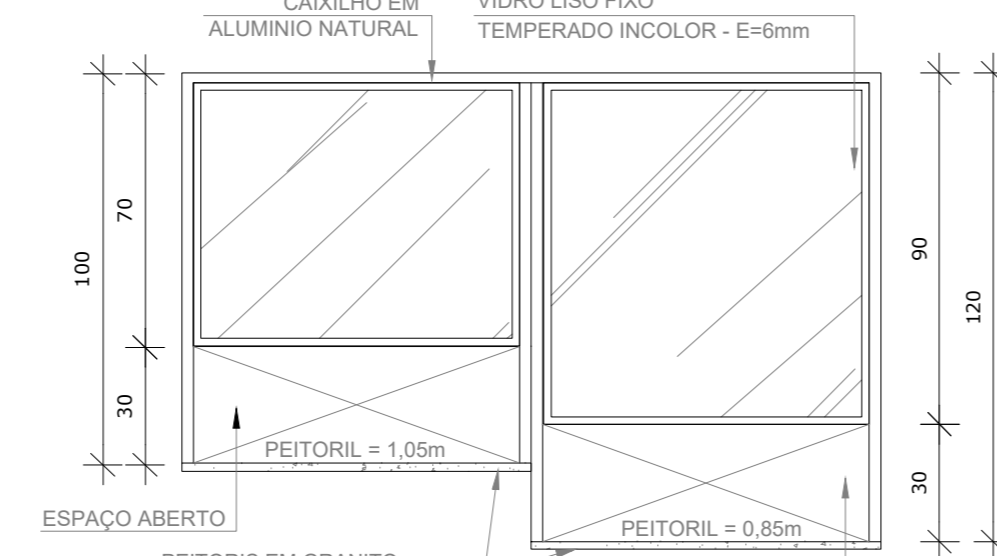 CAIXILHO EM
ALUMINIO NATURAL
VIDRO LISO FIXO
TEMPERADO INCOLOR - E=6mm
100
70
30
90
120
30
PEITORIL = 1,05m
ESPAÇO ABERTO
PEITORIL = 0,85m
PEITORIS EM GRANITO